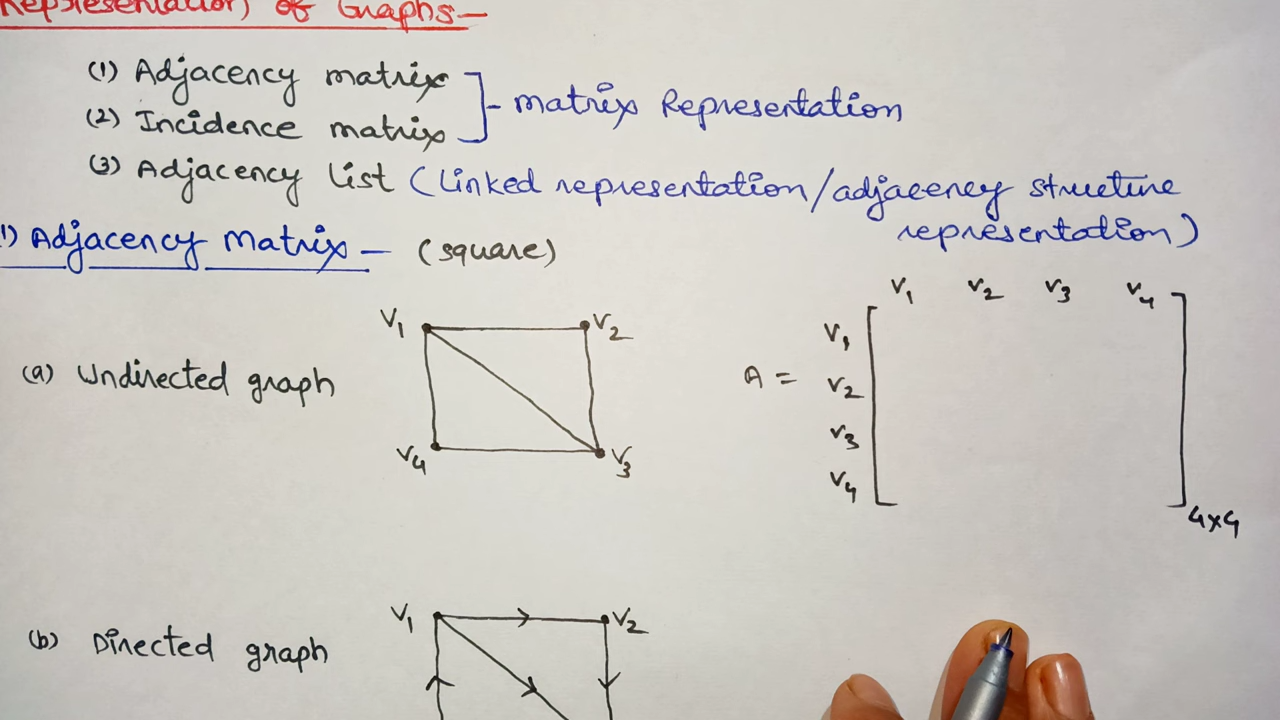 Representation of Graphs-
(1) Adjacency matrix
(2) Incidence matrix
- matrix Representation
(3) Adjacency List (Linked representation/adjacency structure representation)
1) Adjacency Matrix - (square)
(a) Undirected graph
V1 V2
V4 V3
A =
V1 V2 V3 V4
V1
V2
V3
V4
4x4
(b) Directed graph
V1 V2